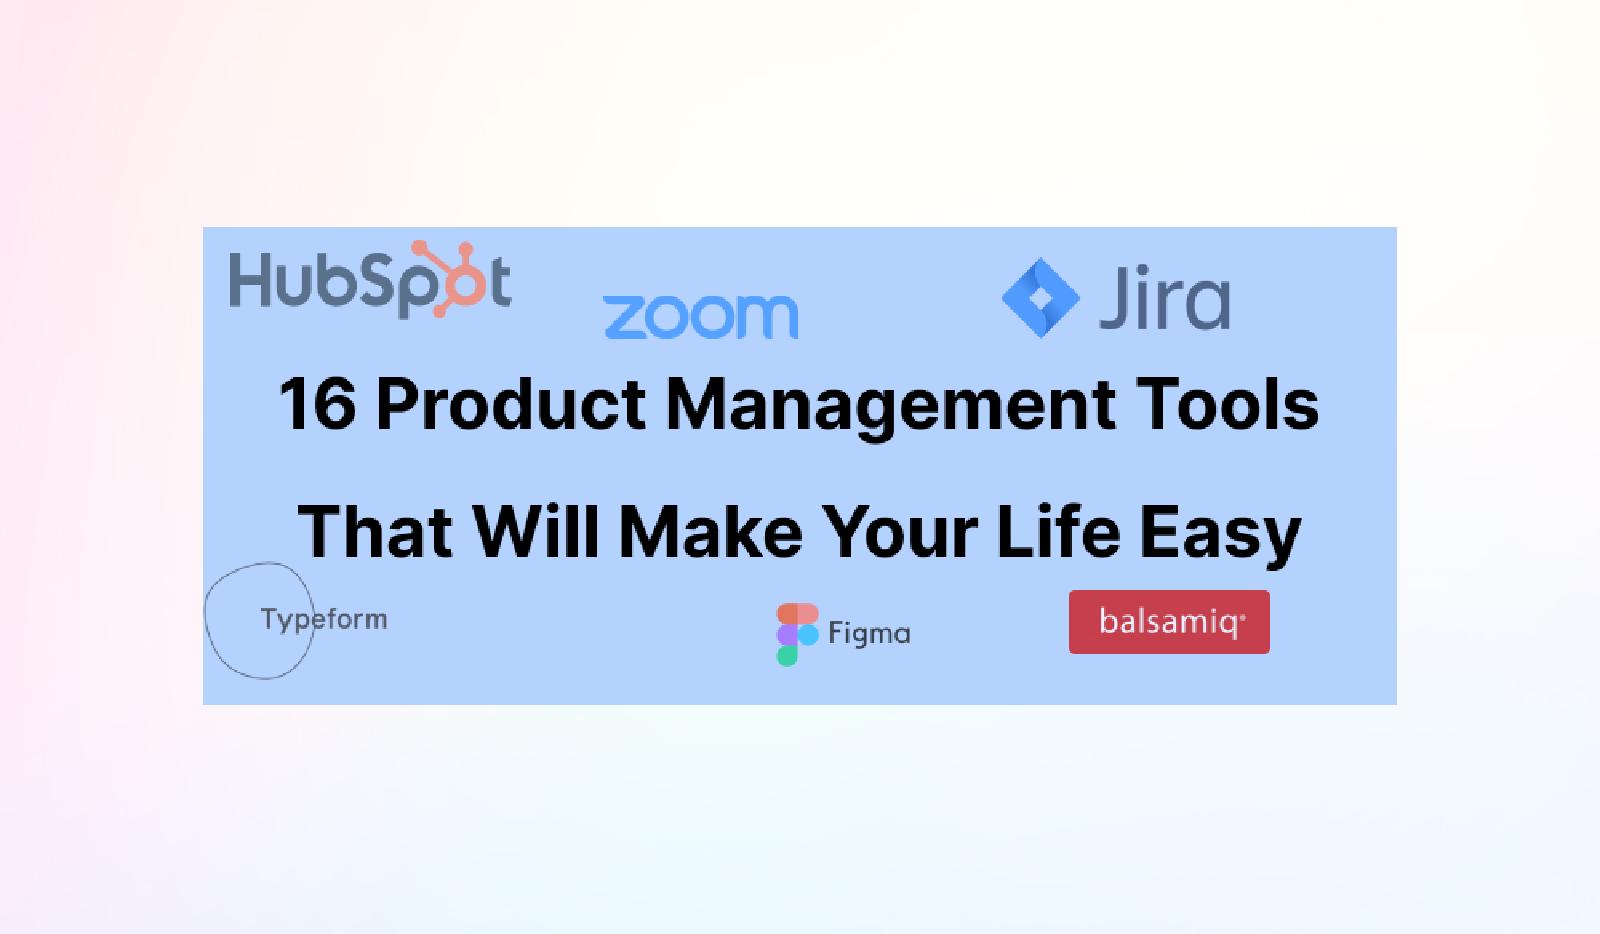 HubSpot
zoom
Jira
16 Product Management Tools
That Will Make Your Life Easy
Typeform
Figma
balsamiq®